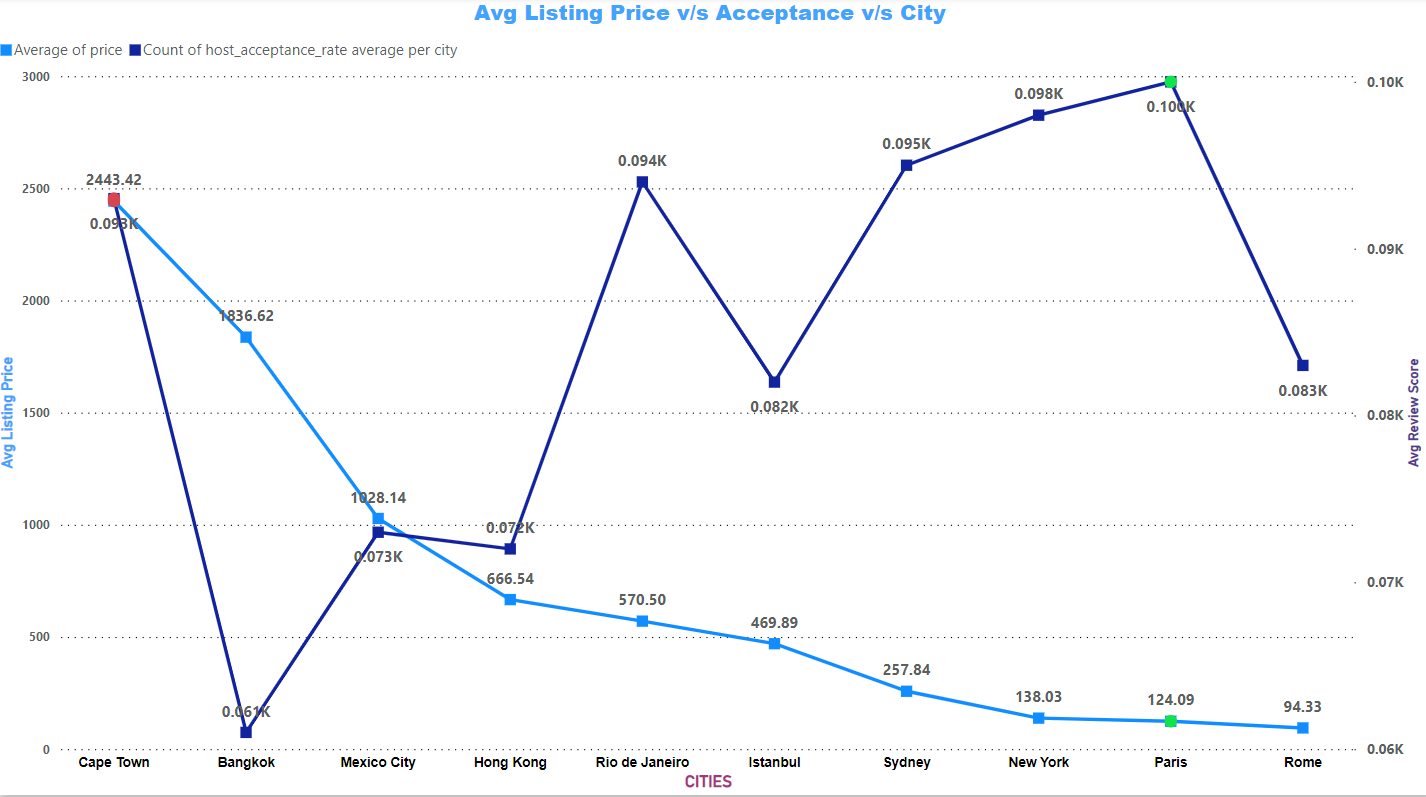 Avg Listing Price v/s Acceptance v/s City
Average of price Count of host_acceptance_rate average per city
3000
2500
2000
1500
1000
500
0
Avg Listing Price
0.10K
0.09K
0.08K
0.07K
0.06K
Avg Review Score
2443.42
1836.62
1028.14
666.54
570.50
469.89
257.84
138.03
124.09
94.33
0.093K
0.061K
0.073K
0.072K
0.094K
0.082K
0.095K
0.098K
0.100K
0.083K
Cape Town Bangkok Mexico City Hong Kong Rio de Janeiro Istanbul Sydney New York Paris Rome
CITIES